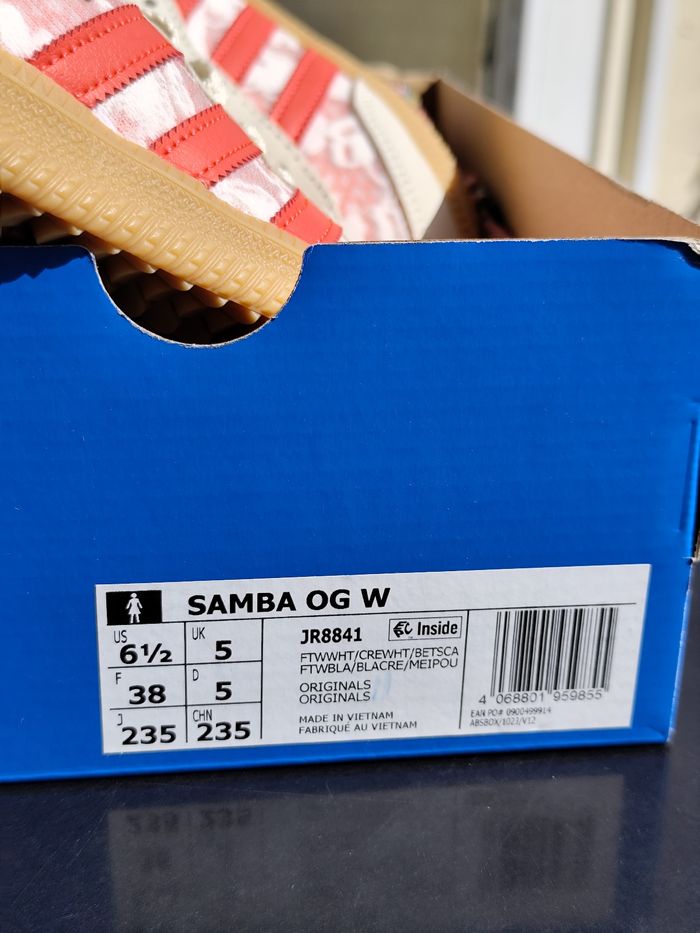 SAMBA OG W
US 6½ UK 5
F 38 D 5
J 235 CHN 235
JR8841 Inside
FTWWHT/CREWHT/BETSCA
FTWBLA/BLACRE/MEIPOU
ORIGINALS
ORIGINALS
MADE IN VIETNAM
FABRIQUÉ AU VIETNAM
4 068801 959855
EAN PO# 0900499914
ABSBOX/1023/V12